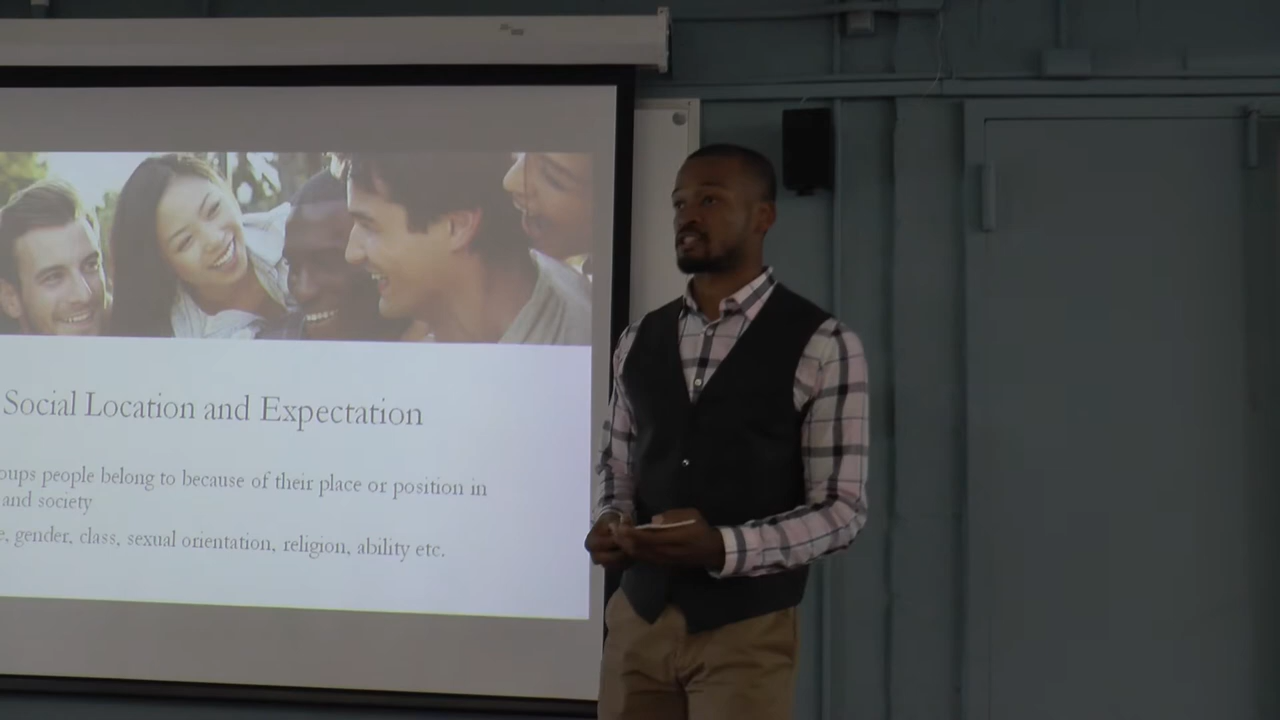 Social Location and Expectation
oups people belong to because of their place or position in
and society
e, gender, class, sexual orientation, religion, ability etc.